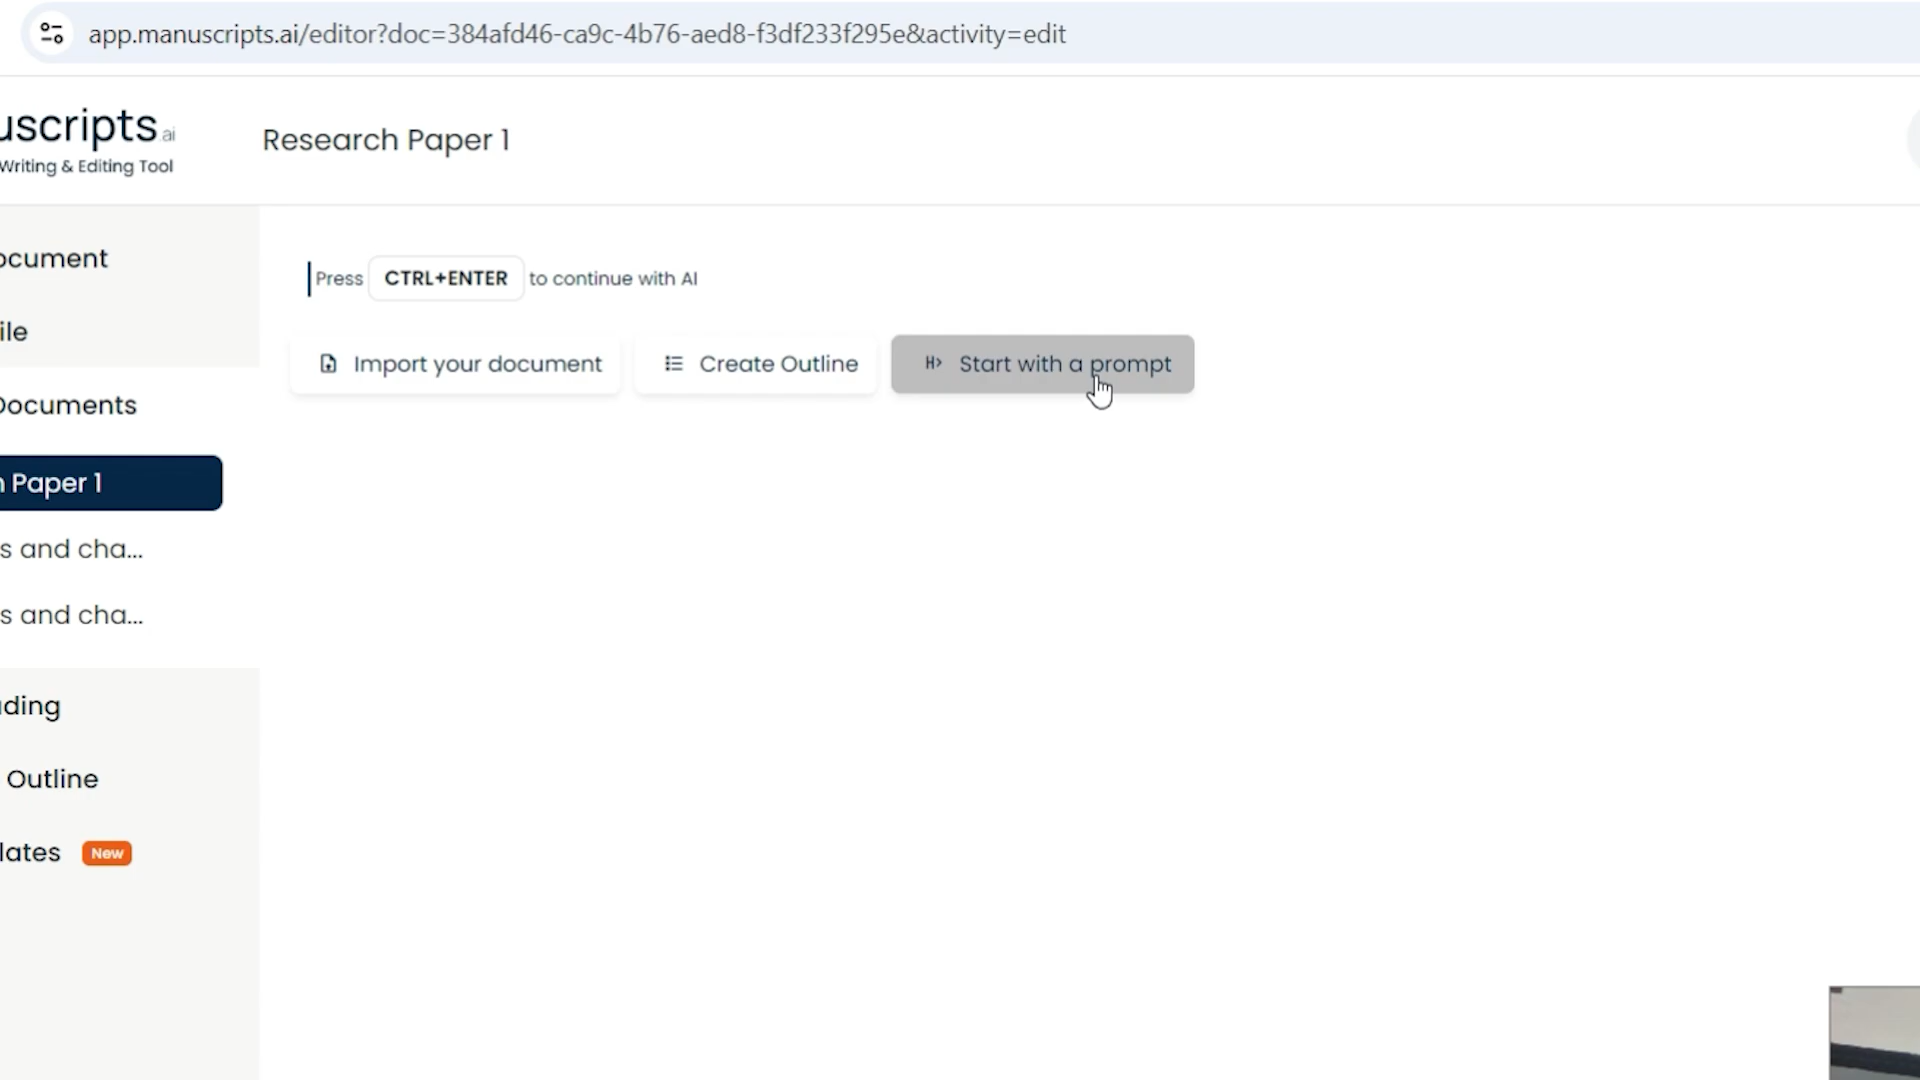 app.manuscripts.ai/editor?doc=384afd46-ca9c-4b76-aed8-f3df233f295e&activity=edit
uscripts.ai
Writing & Editing Tool
Research Paper 1
ocument
ile
Documents
n Paper 1
s and cha...
s and cha...
ding
Outline
lates New
Press CTRL+ENTER to continue with AI
Import your document
Create Outline
Start with a prompt